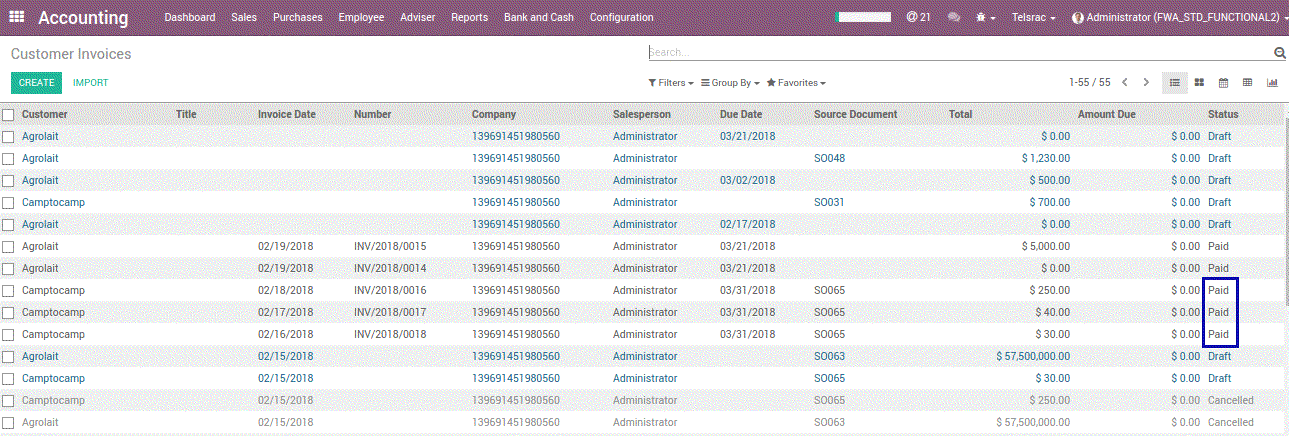 Accounting Dashboard Sales Purchases Employee Adviser Reports Bank and Cash Configuration @ 21 Telsrac Administrator (FWA_STD_FUNCTIONAL2)
Customer Invoices Search...
CREATE IMPORT Filters Group By Favorites 1-55 / 55
Customer Title Invoice Date Number Company Salesperson Due Date Source Document Total Amount Due Status
Agrolait 139691451980560 Administrator 03/21/2018 $ 0.00 $ 0.00 Draft
Agrolait 139691451980560 Administrator SO048 $ 1,230.00 $ 0.00 Draft
Agrolait 139691451980560 Administrator 03/02/2018 $ 500.00 $ 0.00 Draft
Camptocamp 139691451980560 Administrator SO031 $ 700.00 $ 0.00 Draft
Agrolait 139691451980560 Administrator 02/17/2018 $ 0.00 $ 0.00 Draft
Agrolait 02/19/2018 INV/2018/0015 139691451980560 Administrator 03/21/2018 $ 5,000.00 $ 0.00 Paid
Agrolait 02/19/2018 INV/2018/0014 139691451980560 Administrator 03/21/2018 $ 0.00 $ 0.00 Paid
Camptocamp 02/18/2018 INV/2018/0016 139691451980560 Administrator 03/31/2018 SO065 $ 250.00 $ 0.00 Paid
Camptocamp 02/17/2018 INV/2018/0017 139691451980560 Administrator 03/31/2018 SO065 $ 40.00 $ 0.00 Paid
Camptocamp 02/16/2018 INV/2018/0018 139691451980560 Administrator 03/31/2018 SO065 $ 30.00 $ 0.00 Paid
Agrolait 02/15/2018 139691451980560 Administrator SO063 $ 57,500,000.00 $ 0.00 Draft
Camptocamp 02/15/2018 139691451980560 Administrator SO065 $ 30.00 $ 0.00 Draft
Camptocamp 02/15/2018 139691451980560 Administrator SO065 $ 250.00 $ 0.00 Cancelled
Agrolait 02/15/2018 139691451980560 Administrator SO063 $ 57,500,000.00 $ 0.00 Cancelled